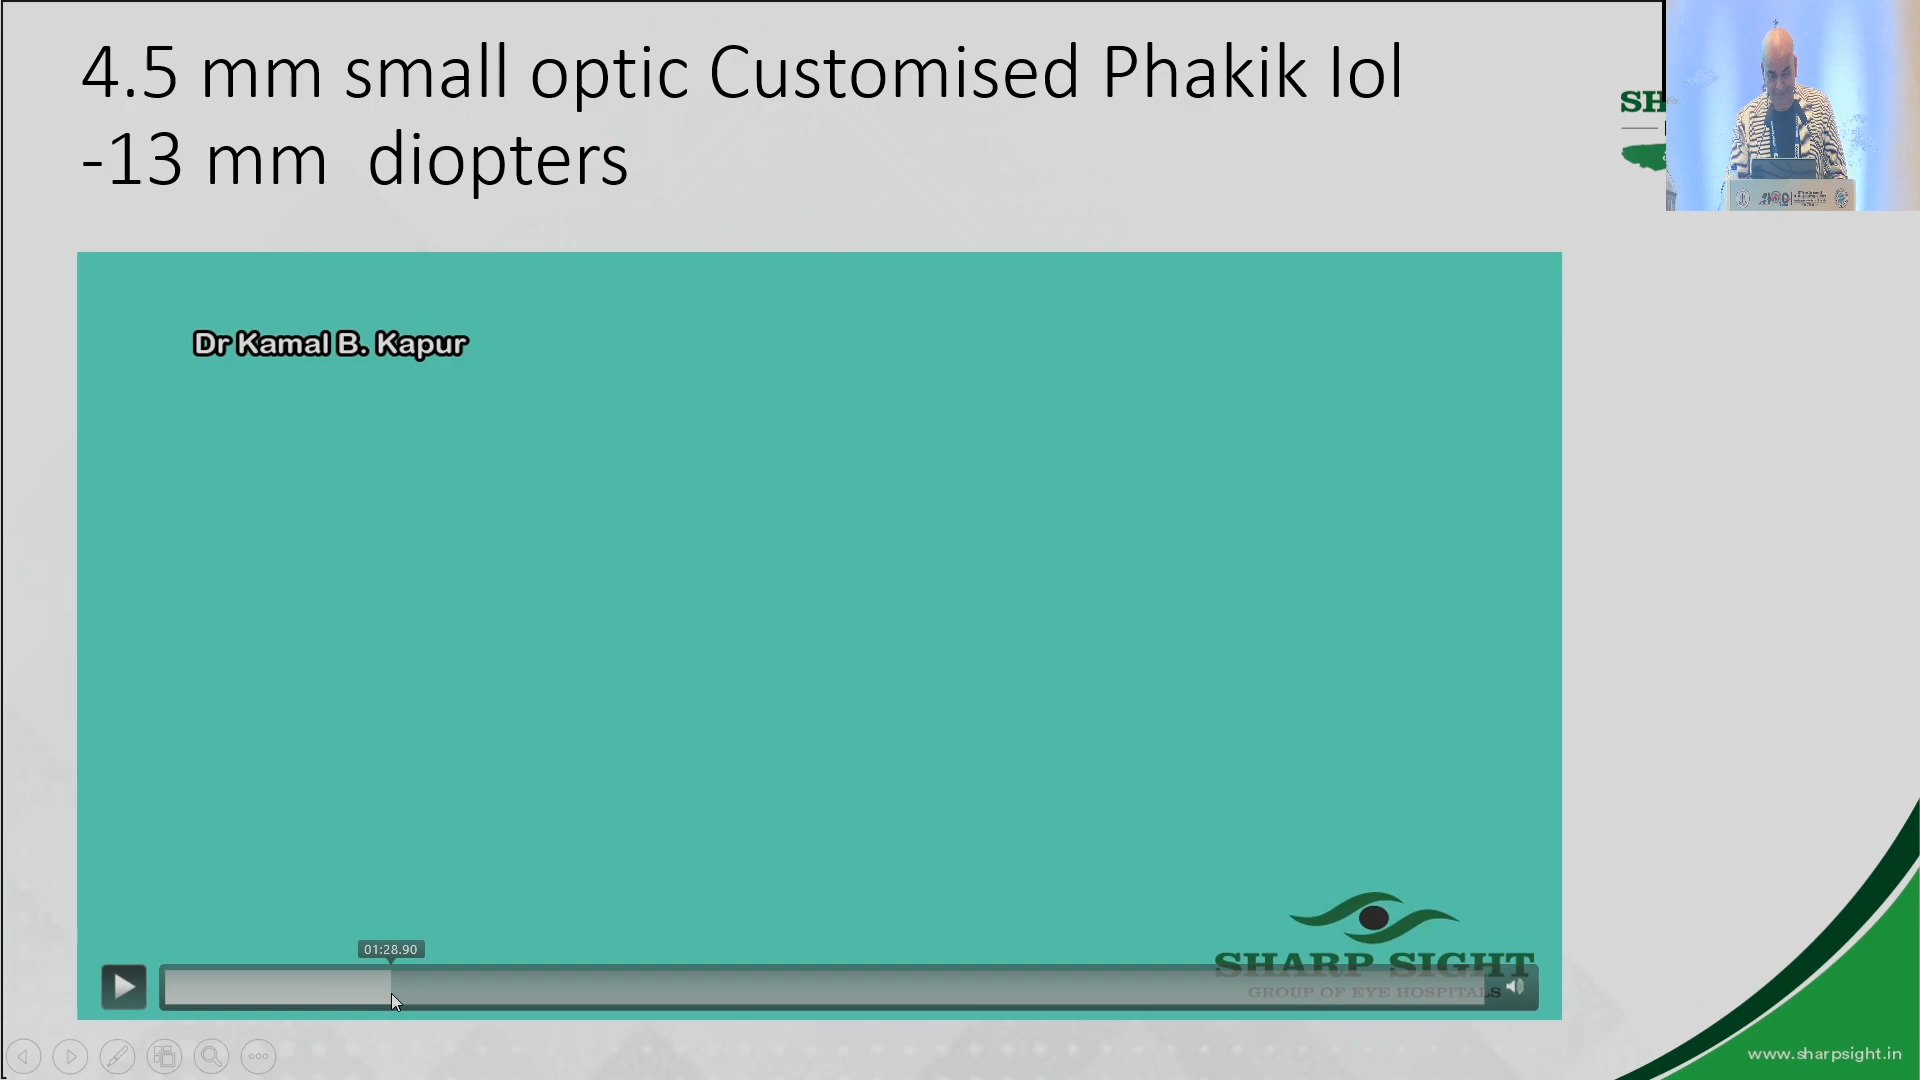 4.5 mm small optic Customised Phakik Iol
-13 mm diopters
SH
Dr Kamal B. Kapur
01:28.90
SHARP SIGHT
GROUP OF EYE HOSPITALS
www.sharpsight.in